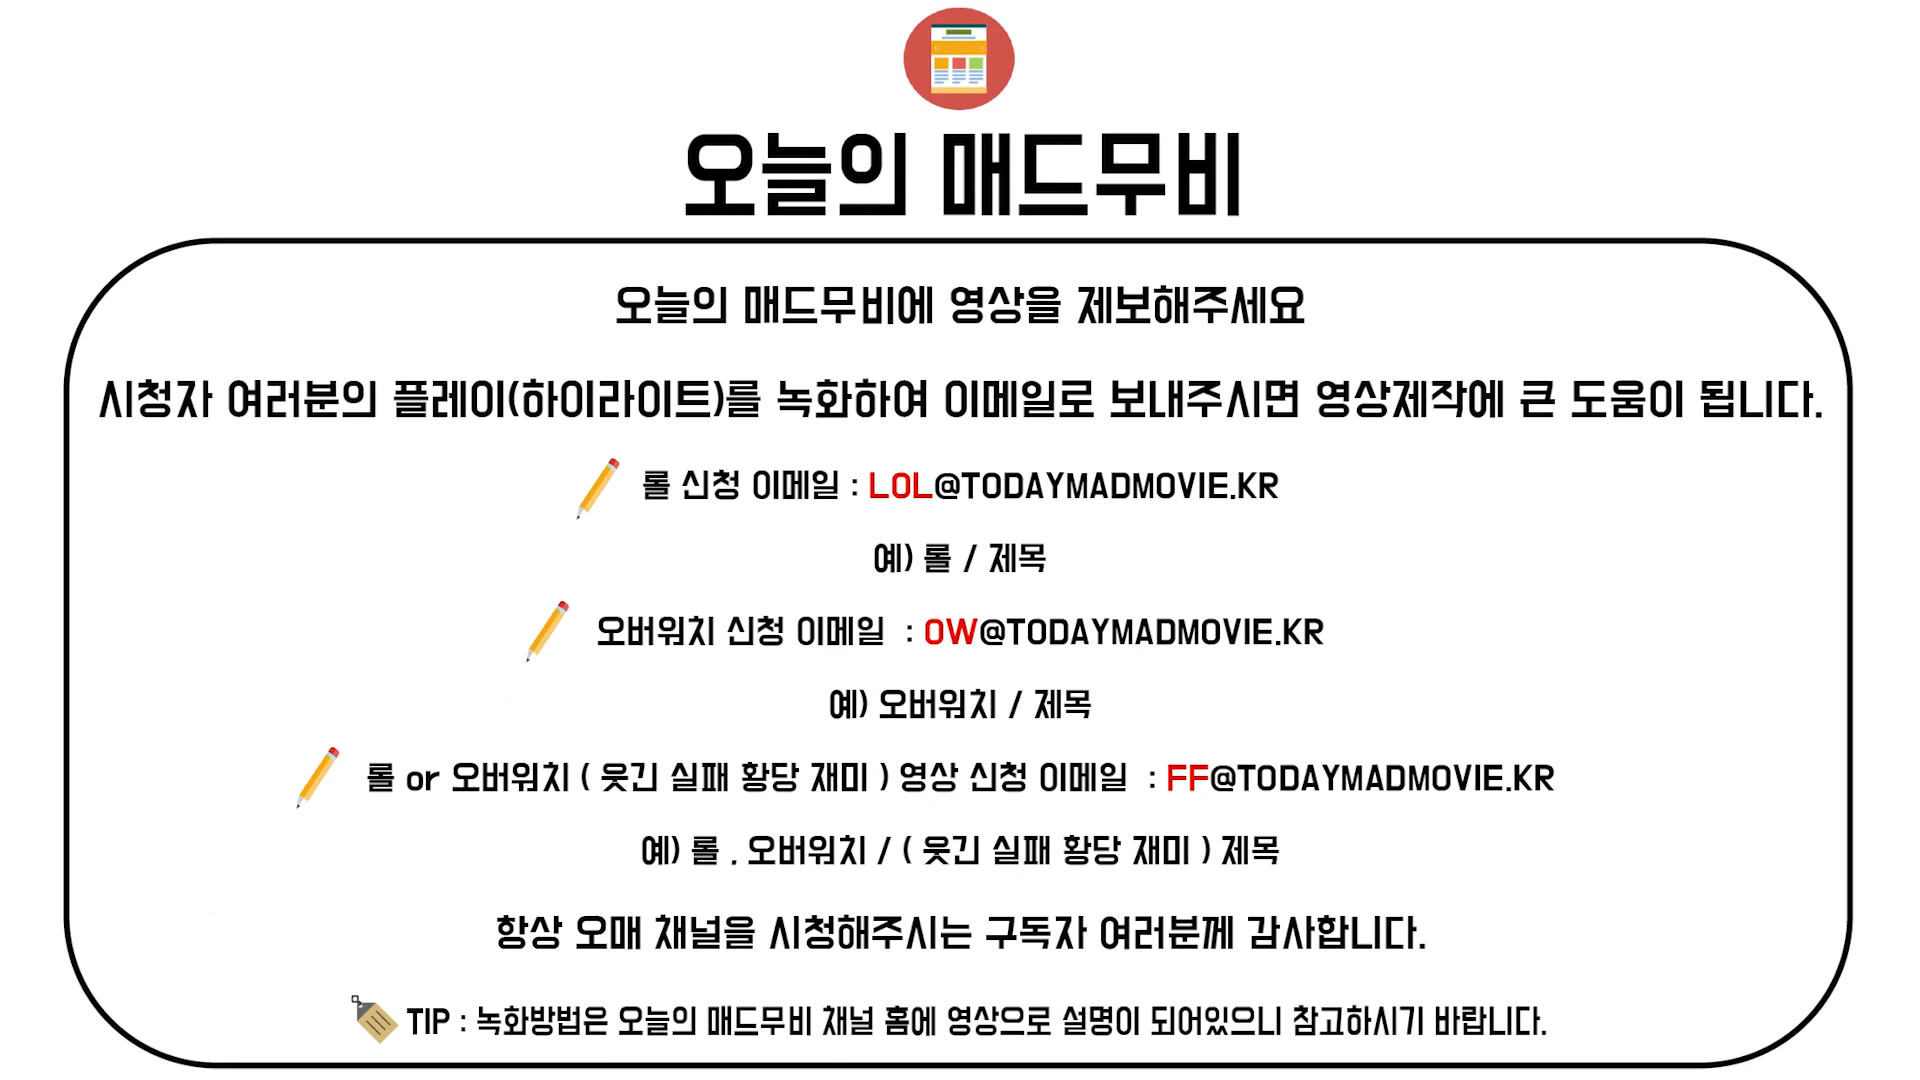 오늘의 매드무비
오늘의 매드무비에 영상을 제보해주세요
시청자 여러분의 플레이(하이라이트)를 녹화하여 이메일로 보내주시면 영상제작에 큰 도움이 됩니다.
롤 신청 이메일 : LOL@TODAYMADMOVIE.KR
예) 롤 / 제목
오버워치 신청 이메일 : OW@TODAYMADMOVIE.KR
예) 오버워치 / 제목
롤 or 오버워치 ( 웃긴 실패 황당 재미 ) 영상 신청 이메일 : FF@TODAYMADMOVIE.KR
예) 롤 , 오버워치 / ( 웃긴 실패 황당 재미 ) 제목
항상 오매 채널을 시청해주시는 구독자 여러분께 감사합니다.
TIP : 녹화방법은 오늘의 매드무비 채널 홈에 영상으로 설명이 되어있으니 참고하시기 바랍니다.